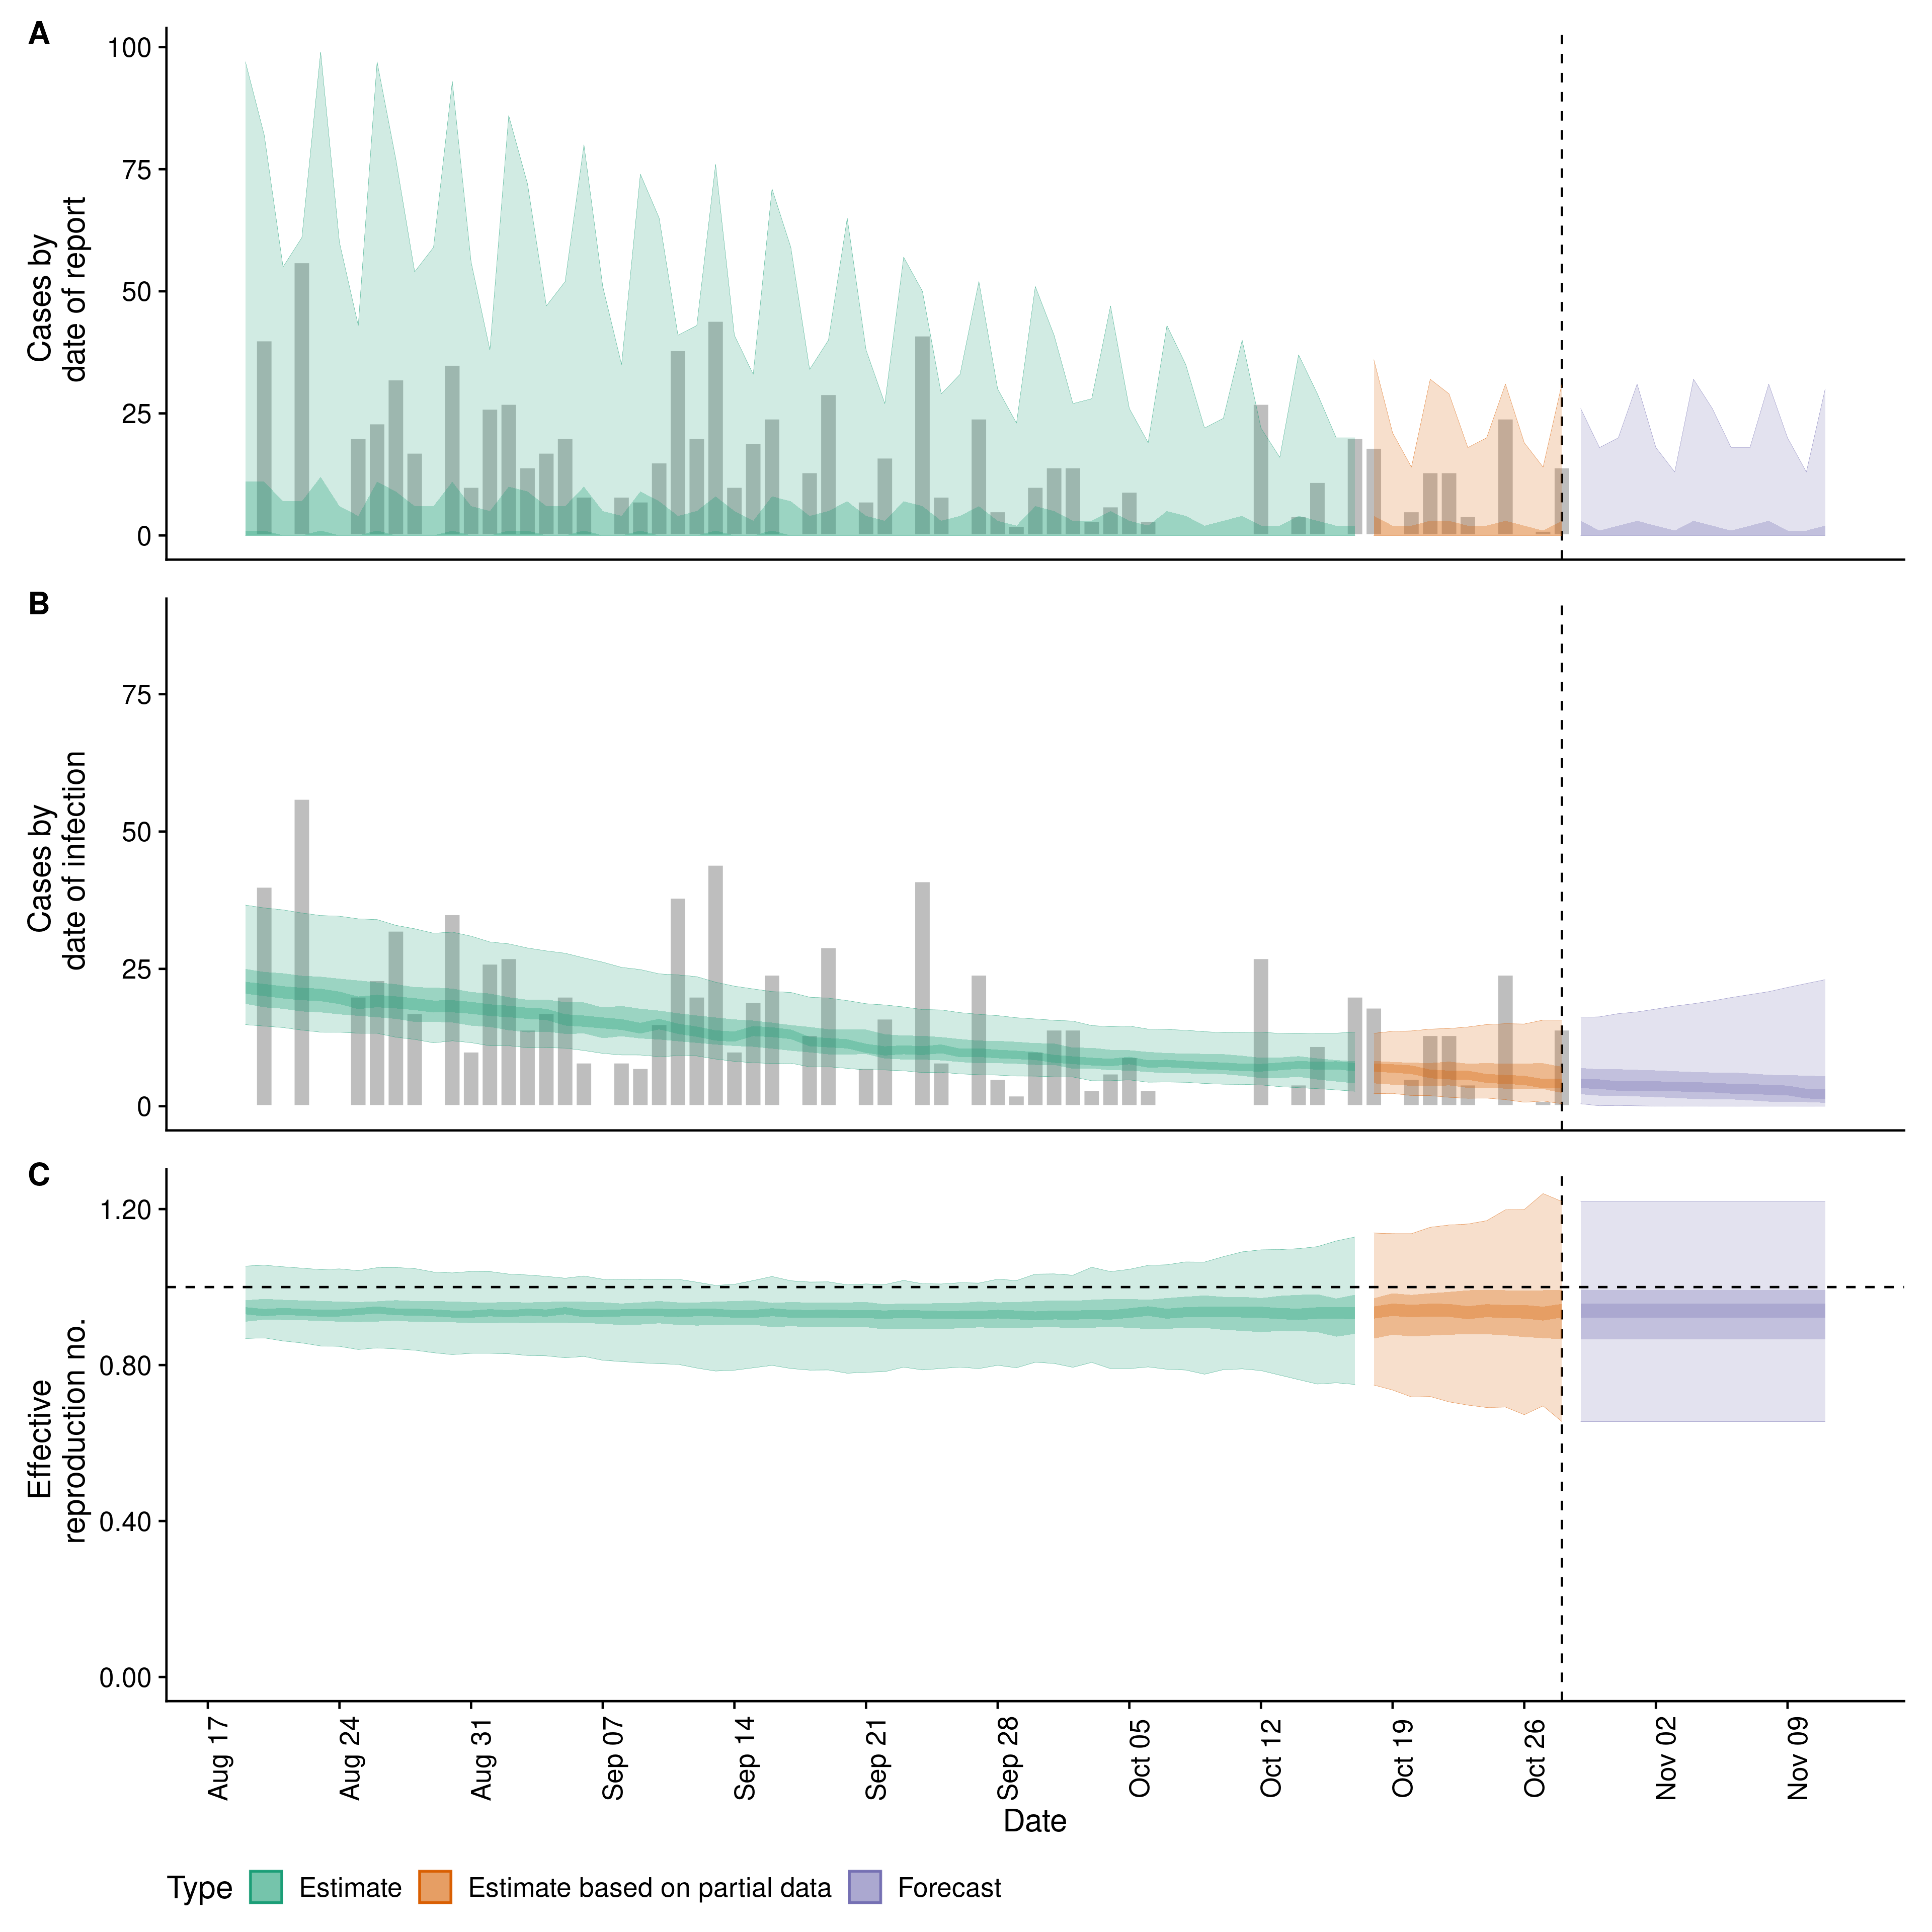 A
100
75
50
25
0
Cases by
date of report
B
75
50
25
0
Cases by
date of infection
C
1.20
0.80
0.40
0.00
Effective
reproduction no.
Aug 17
Aug 24
Aug 31
Sep 07
Sep 14
Sep 21
Sep 28
Oct 05
Oct 12
Oct 19
Oct 26
Nov 02
Nov 09
Date
Type Estimate Estimate based on partial data Forecast